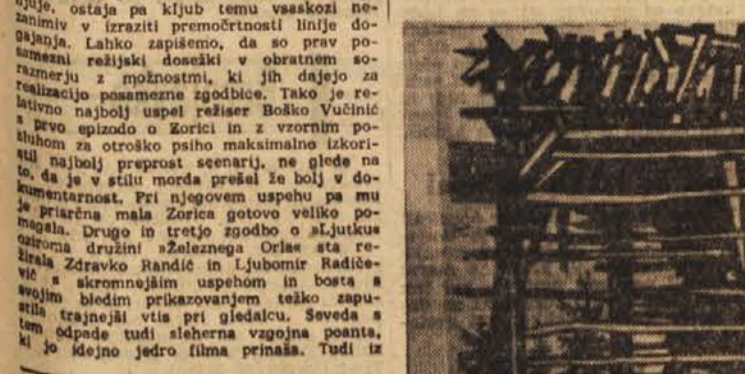 njuje, ostaja pa kljub temu vsaskozi ne-
zanimiv v izraziti premočrtnosti linije do-
gajanja. Lahko zapišemo, da so prav po-
samezni režijski dosežki v obratnem so-
razmerju z možnostmi, ki jih dajejo za
realizacijo posamezne zgodbice. Tako je re-
lativno najbolj uspel režiser Boško Vučinić
s prvo epizodo o Zorici in z vzornim po-
sluhom za otroško psiho maksimalno izkori-
stil najbolj preprost scenarij, ne glede na
to, da je v stilu morda prešel že bolj v do-
kumentarnost. Pri njegovem uspehu pa mu
je prisrčna mala Zorica gotovo veliko po-
magala. Drugo in tretjo zgodbo o »Ljutku«
oziroma družini »Železnega Orla« sta re-
žirala Zdravko Randić in Ljubomir Radiče-
vić s skromnejšim uspehom in bosta s
svojim bledim prikazovanjem težko zapu-
stila trajnejši vtis pri gledalcu. Seveda s
tem odpade tudi sleherna vzgojna poanta,
ki jo idejno jedro filma prinaša. Tudi iz